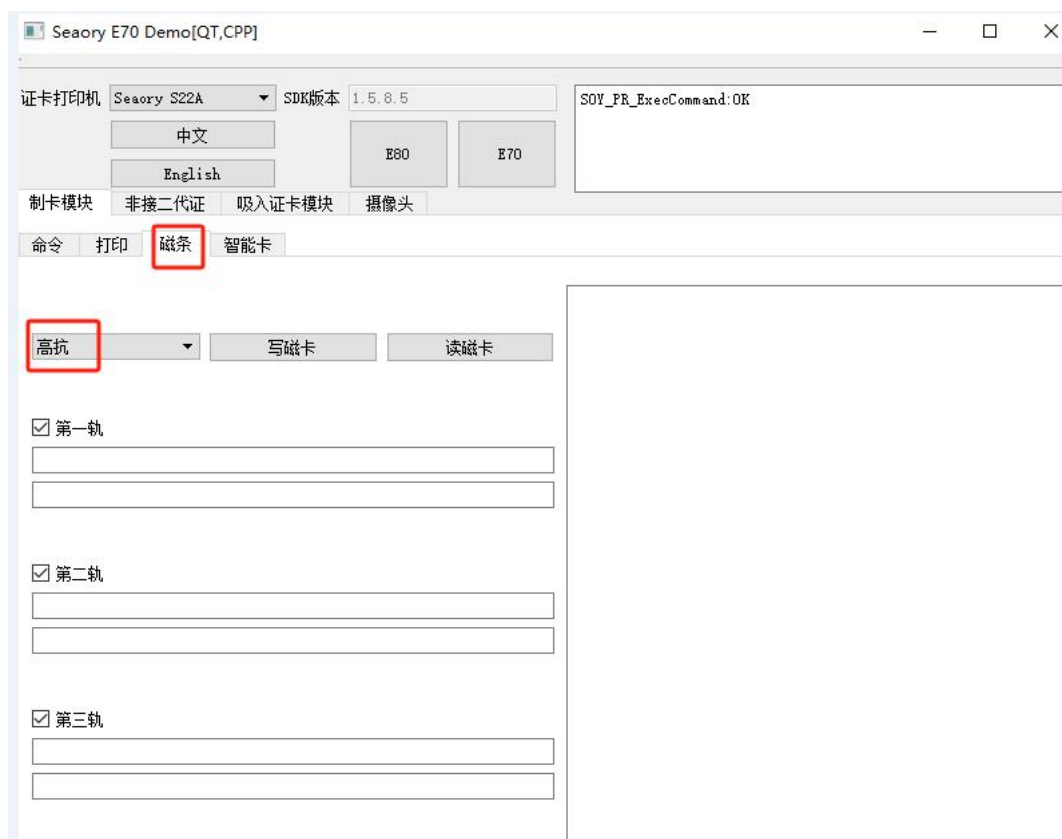 Seaory E70 Demo[QT,CPP]
证卡打印机 Seaory S22A SDK版本 1.5.8.5
SOY_PR_ExecCommand:OK
中文
English
E80 E70
制卡模块 非接二代证 吸入证卡模块 摄像头
命令 打印 磁条 智能卡
高抗 写磁卡 读磁卡
第一轨
第二轨
第三轨